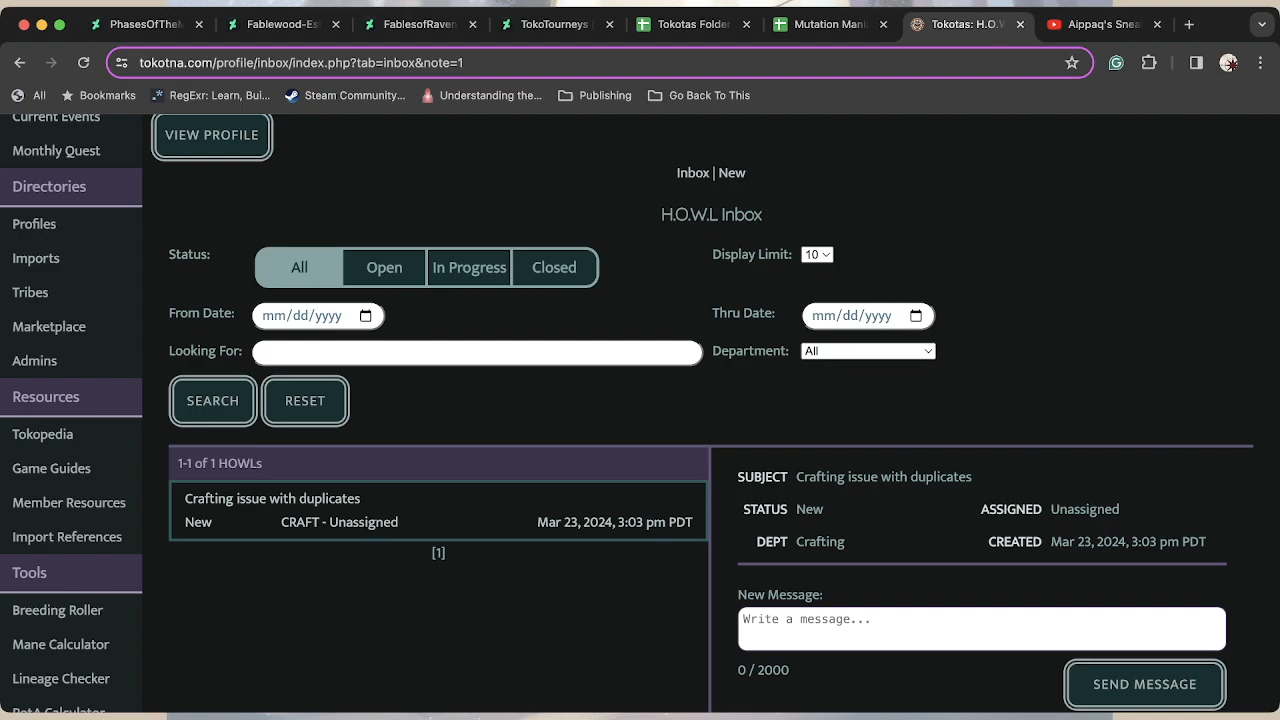 PhasesOfTheM
Fablewood-Es
FablesofRaven
TokoTourneys
Tokotas Folder
Mutation Mani
Tokotas: H.O.W
Aippaq's Snea
tokotna.com/profile/inbox/index.php?tab=inbox&note=1
All
Bookmarks
RegExr: Learn, Bui...
Steam Community...
Understanding the...
Publishing
Go Back To This
Current Events
Monthly Quest
Directories
Profiles
Imports
Tribes
Marketplace
Admins
Resources
Tokopedia
Game Guides
Member Resources
Import References
Tools
Breeding Roller
Mane Calculator
Lineage Checker
VIEW PROFILE
Inbox | New
H.O.W.L Inbox
Status: All Open In Progress Closed Display Limit: 10
From Date: mm/dd/yyyy Thru Date: mm/dd/yyyy
Looking For: Department: All
SEARCH RESET
1-1 of 1 HOWLs
Crafting issue with duplicates
New CRAFT - Unassigned Mar 23, 2024, 3:03 pm PDT
[1]
SUBJECT Crafting issue with duplicates
STATUS New ASSIGNED Unassigned
DEPT Crafting CREATED Mar 23, 2024, 3:03 pm PDT
New Message:
Write a message...
0 / 2000
SEND MESSAGE